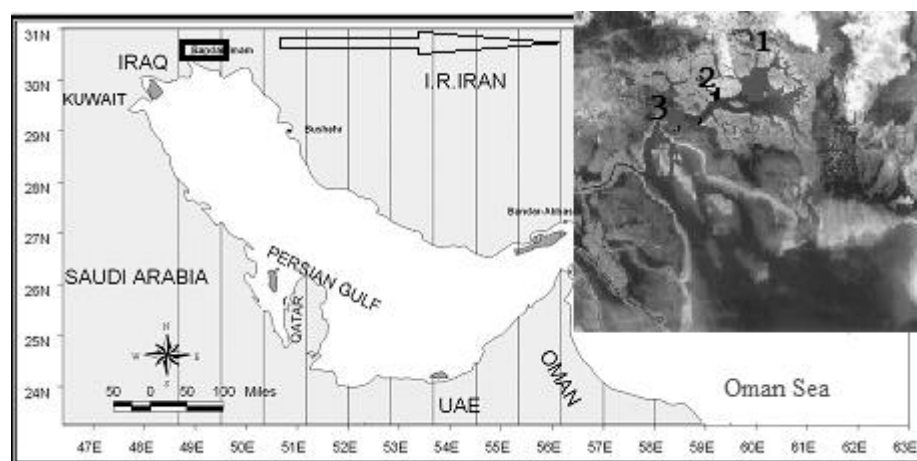 31N
30N
29N
28N
27N
26N
25N
24N
IRAQ
I.R.IRAN
KUWAIT
Bushehr
SAUDI ARABIA
PERSIAN GULF
QATAR
UAE
OMAN
Oman Sea
1
2
3
N
W
E
50 0 50 100 Miles
47E 48E 49E 50E 51E 52E 53E 54E 55E 56E 57E 58E 59E 60E 61E 62E 63E